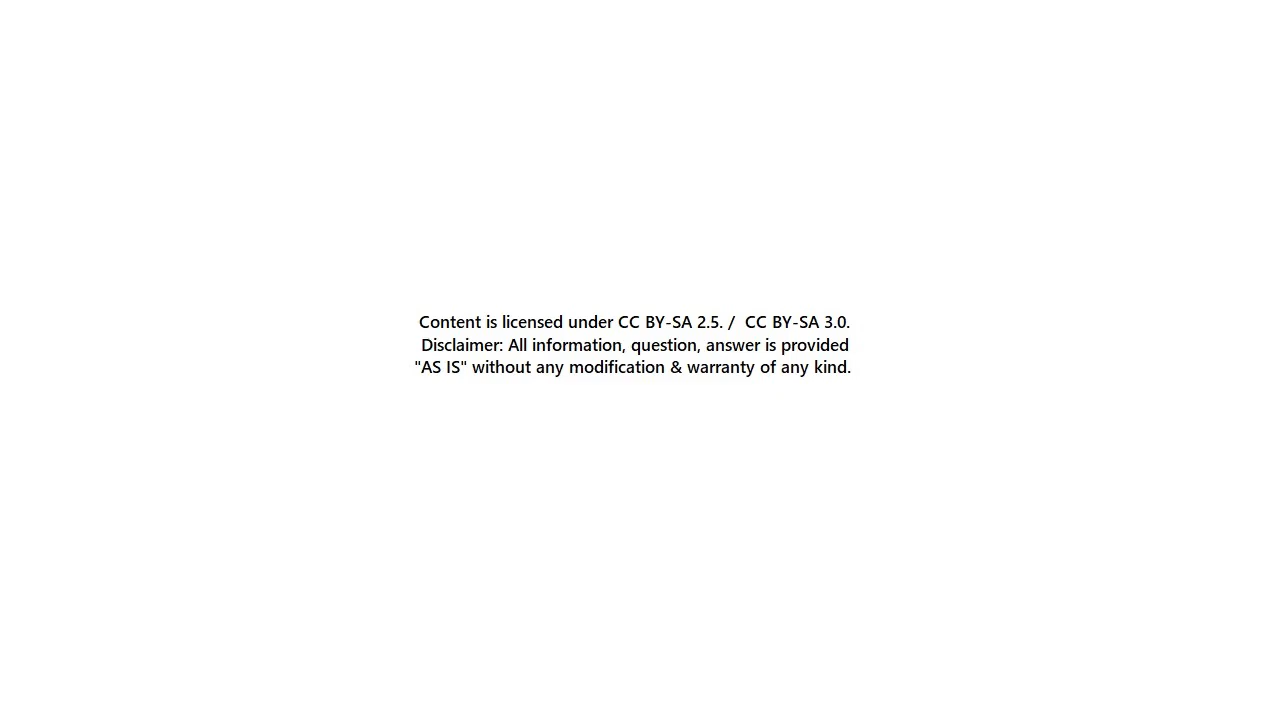 Content is licensed under CC BY-SA 2.5. /  CC BY-SA 3.0.
Disclaimer: All information, question, answer is provided
"AS IS" without any modification & warranty of any kind.